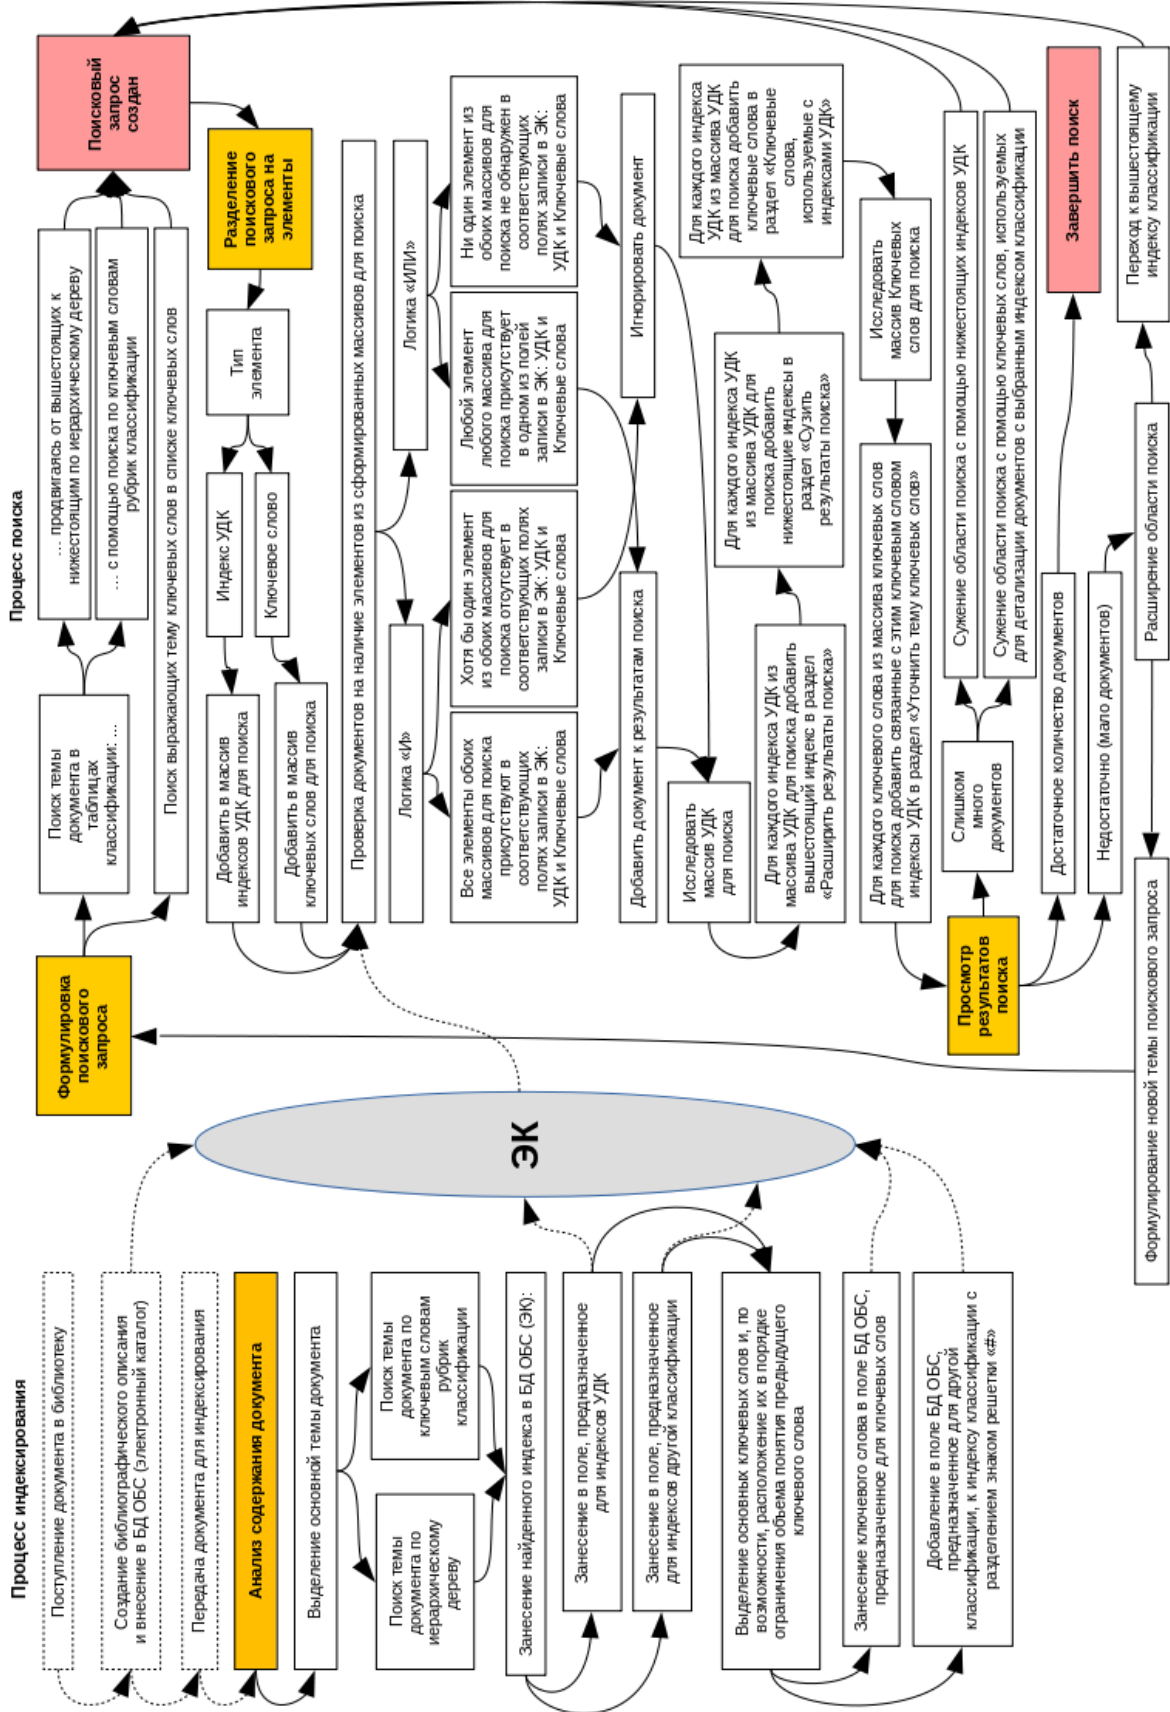 Процесс индексирования
Поступление документа в библиотеку
Создание библиографического описания
и внесение в БД ОБС (электронный каталог)
Передача документа для индексирования
Анализ содержания документа
Выделение основной темы документа
Поиск темы
документа по
иерархическому
дереву
Поиск темы
документа по
ключевым словам
рубрик
классификации
Занесение найденного индекса в БД ОБС (ЭК):
Занесение в поле, предназначенное
для индексов УДК
Занесение в поле, предназначенное
для индексов другой классификации
Выделение основных ключевых слов и, по
возможности, расположение их в порядке
ограничения объема понятия предыдущего
ключевого слова
Занесение ключевого слова в поле БД ОБС,
предназначенное для ключевых слов
Добавление в поле БД ОБС,
предназначенное для другой
классификации, к индексу классификации с
разделением знаком решетки «#»
ЭК
Процесс поиска
Формулировка
поискового
запроса
Поиск темы
документа в
таблицах
классификации: ...
... продвигаясь от вышестоящих к
нижестоящим по иерархическому дереву
... с помощью поиска по ключевым словам
рубрик классификации
Поиск выражающих тему ключевых слов в списке ключевых слов
Поисковый
запрос
создан
Разделение
поискового
запроса на
элементы
Тип
элемента
Индекс УДК
Ключевое слово
Добавить в массив
индексов УДК для поиска
Добавить в массив
ключевых слов для поиска
Проверка документов на наличие элементов из сформированных массивов для поиска
Логика «И»
Логика «ИЛИ»
Все элементы обоих
массивов для поиска
присутствуют в
соответствующих
полях записи в ЭК:
УДК и Ключевые слова
Хотя бы один элемент
из обоих массивов для
поиска отсутсвует в
соответствующих полях
записи в ЭК: УДК и
Ключевые слова
Любой элемент
любого массива для
поиска присутствует
в одном из полей
записи в ЭК: УДК и
Ключевые слова
Ни один элемент из
обоих массивов для
поиска не обнаружен в
соответствующих
полях записи в ЭК:
УДК и Ключевые слова
Добавить документ к результатам поиска
Игнорировать документ
Исследовать
массив УДК
для поиска
Для каждого индекса УДК из
массива УДК для поиска добавить
вышестоящий индекс в раздел
«Расширить результаты поиска»
Для каждого индекса УДК
из массива УДК для
поиска добавить
нижестоящие индексы в
раздел «Сузить
результаты поиска»
Для каждого индекса
УДК из массива УДК
для поиска добавить
ключевые слова в
раздел «Ключевые
слова,
используемые с
индексами УДК»
Исследовать
массив Ключевых
слов для поиска
Для каждого ключевого слова из массива ключевых слов
для поиска добавить связанные с этим ключевым словом
индексы УДК в раздел «Уточнить тему ключевых слов»
Просмотр
результатов
поиска
Слишком
много
документов
Сужение области поиска с помощью нижестоящих индексов УДК
Сужение области поиска с помощью ключевых слов, используемых
для детализации документов с выбранным индексом классификации
Достаточное количество документов
Завершить поиск
Недостаточно (мало документов)
Расширение области поиска
Переход к вышестоящему
индексу классификации
Формулирование новой темы поискового запроса